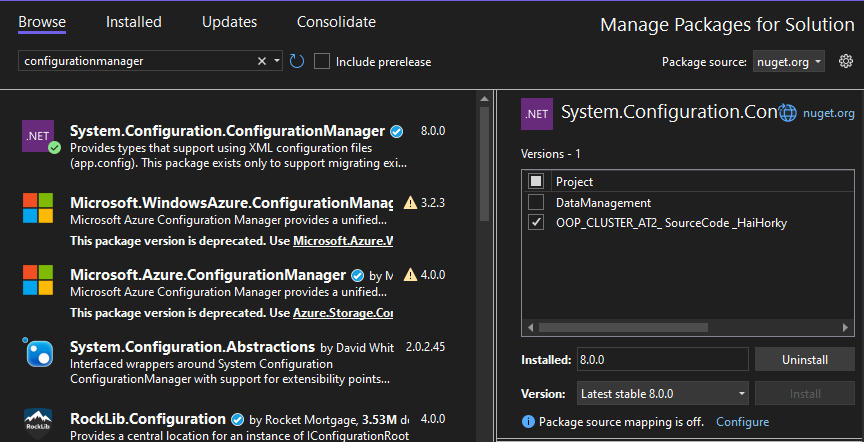 Browse Installed Updates Consolidate
Manage Packages for Solution
configurationmanager
Include prerelease
Package source: nuget.org
.NET
System.Configuration.ConfigurationManager 8.0.0
Provides types that support using XML configuration files
(app.config). This package exists only to support migrating exi...
Microsoft.WindowsAzure.ConfigurationManag 3.2.3
Microsoft Azure Configuration Manager provides a unified...
This package version is deprecated. Use Microsoft.Azure.W
Microsoft.Azure.ConfigurationManager by M 4.0.0
Microsoft Azure Configuration Manager provides a unified...
This package version is deprecated. Use Azure.Storage.Cor
System.Configuration.Abstractions by David Whit 2.0.2.45
Interfaced wrappers around System Configuration
ConfigurationManager with support for extensibility points...
RockLib
RockLib.Configuration by Rocket Mortgage, 3.53M do 4.0.0
Provides a central location for an instance of IConfigurationRoot
.NET
System.Configuration.Con nuget.org
Versions - 1
Project
DataManagement
OOP_CLUSTER_AT2_ SourceCode _HaiHorky
Installed: 8.0.0 Uninstall
Version: Latest stable 8.0.0 Install
Package source mapping is off. Configure